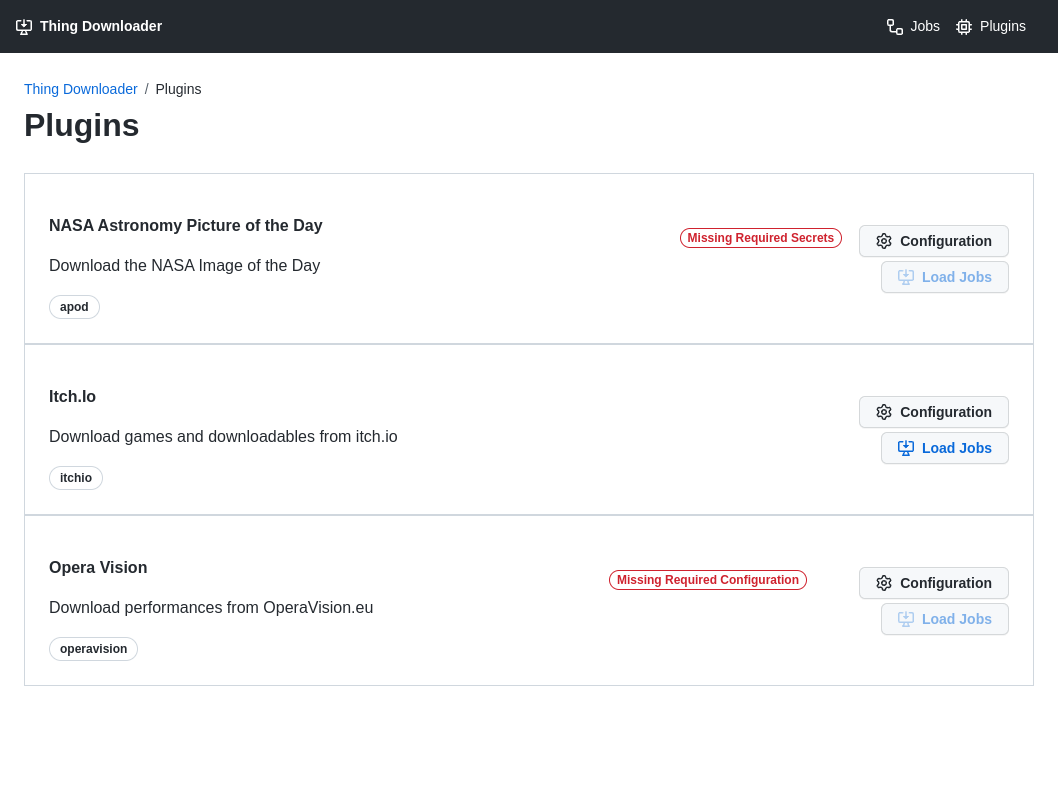 Thing Downloader
Jobs
Plugins
Thing Downloader / Plugins
Plugins
NASA Astronomy Picture of the Day
Download the NASA Image of the Day
apod
Missing Required Secrets
Configuration
Load Jobs
Itch.Io
Download games and downloadables from itch.io
itchio
Configuration
Load Jobs
Opera Vision
Download performances from OperaVision.eu
operavision
Missing Required Configuration
Configuration
Load Jobs